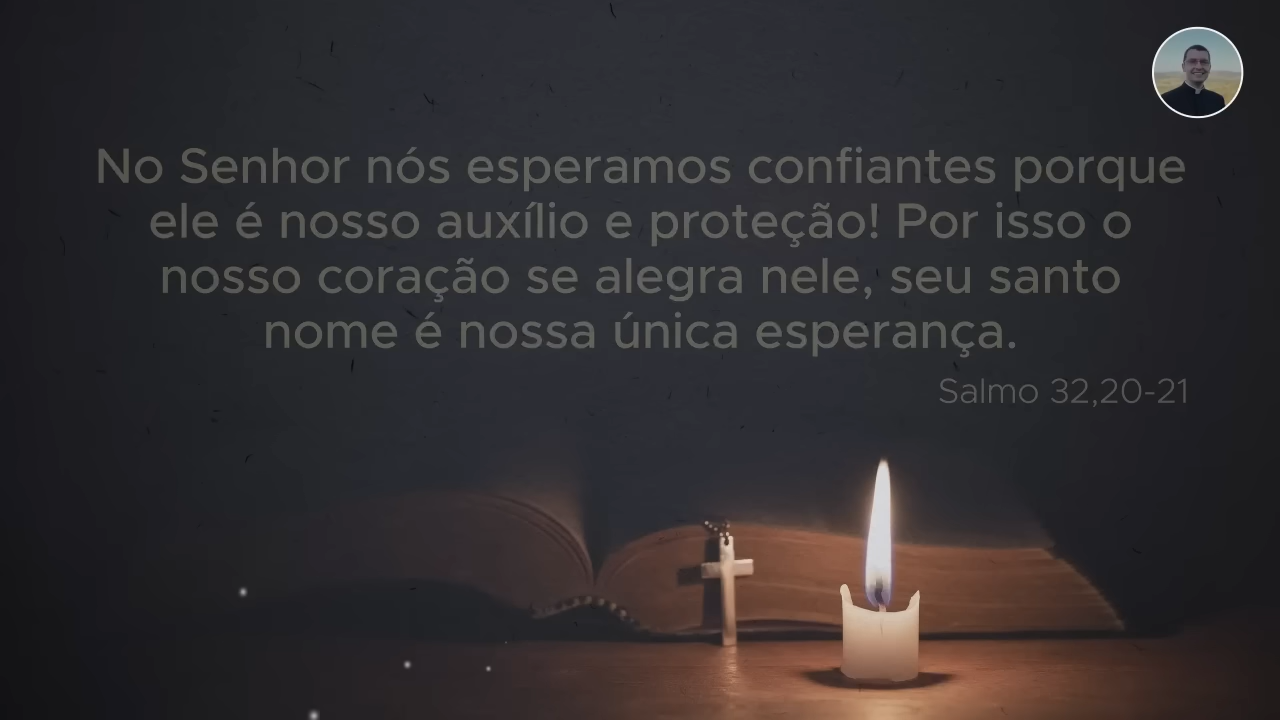 No Senhor nós esperamos confiantes porque
ele é nosso auxílio e proteção! Por isso o
nosso coração se alegra nele, seu santo
nome é nossa única esperança.
Salmo 32,20-21